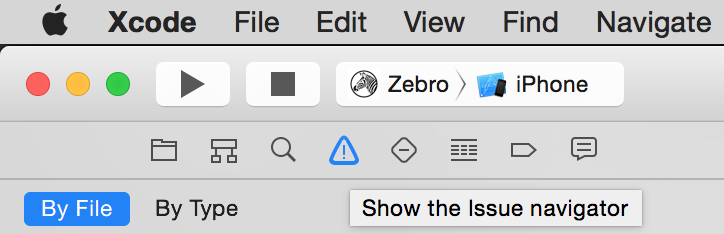 Xcode File Edit View Find Navigate
Zebro iPhone
By File By Type Show the Issue navigator